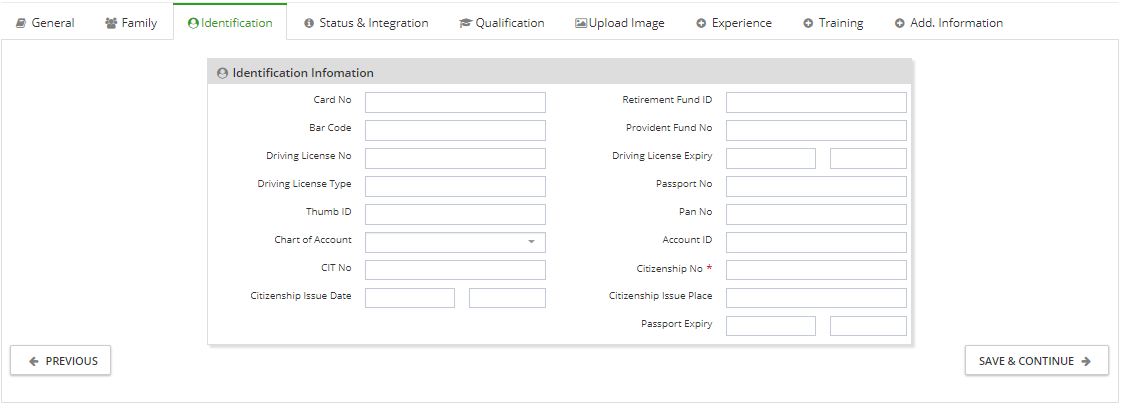 General Family Identification Status & Integration Qualification Upload Image Experience Training Add. Information
Identification Infomation
Card No Retirement Fund ID
Bar Code Provident Fund No
Driving License No Driving License Expiry
Driving License Type Passport No
Thumb ID Pan No
Chart of Account Account ID
CIT No Citizenship No *
Citizenship Issue Date Citizenship Issue Place
Passport Expiry
PREVIOUS SAVE & CONTINUE